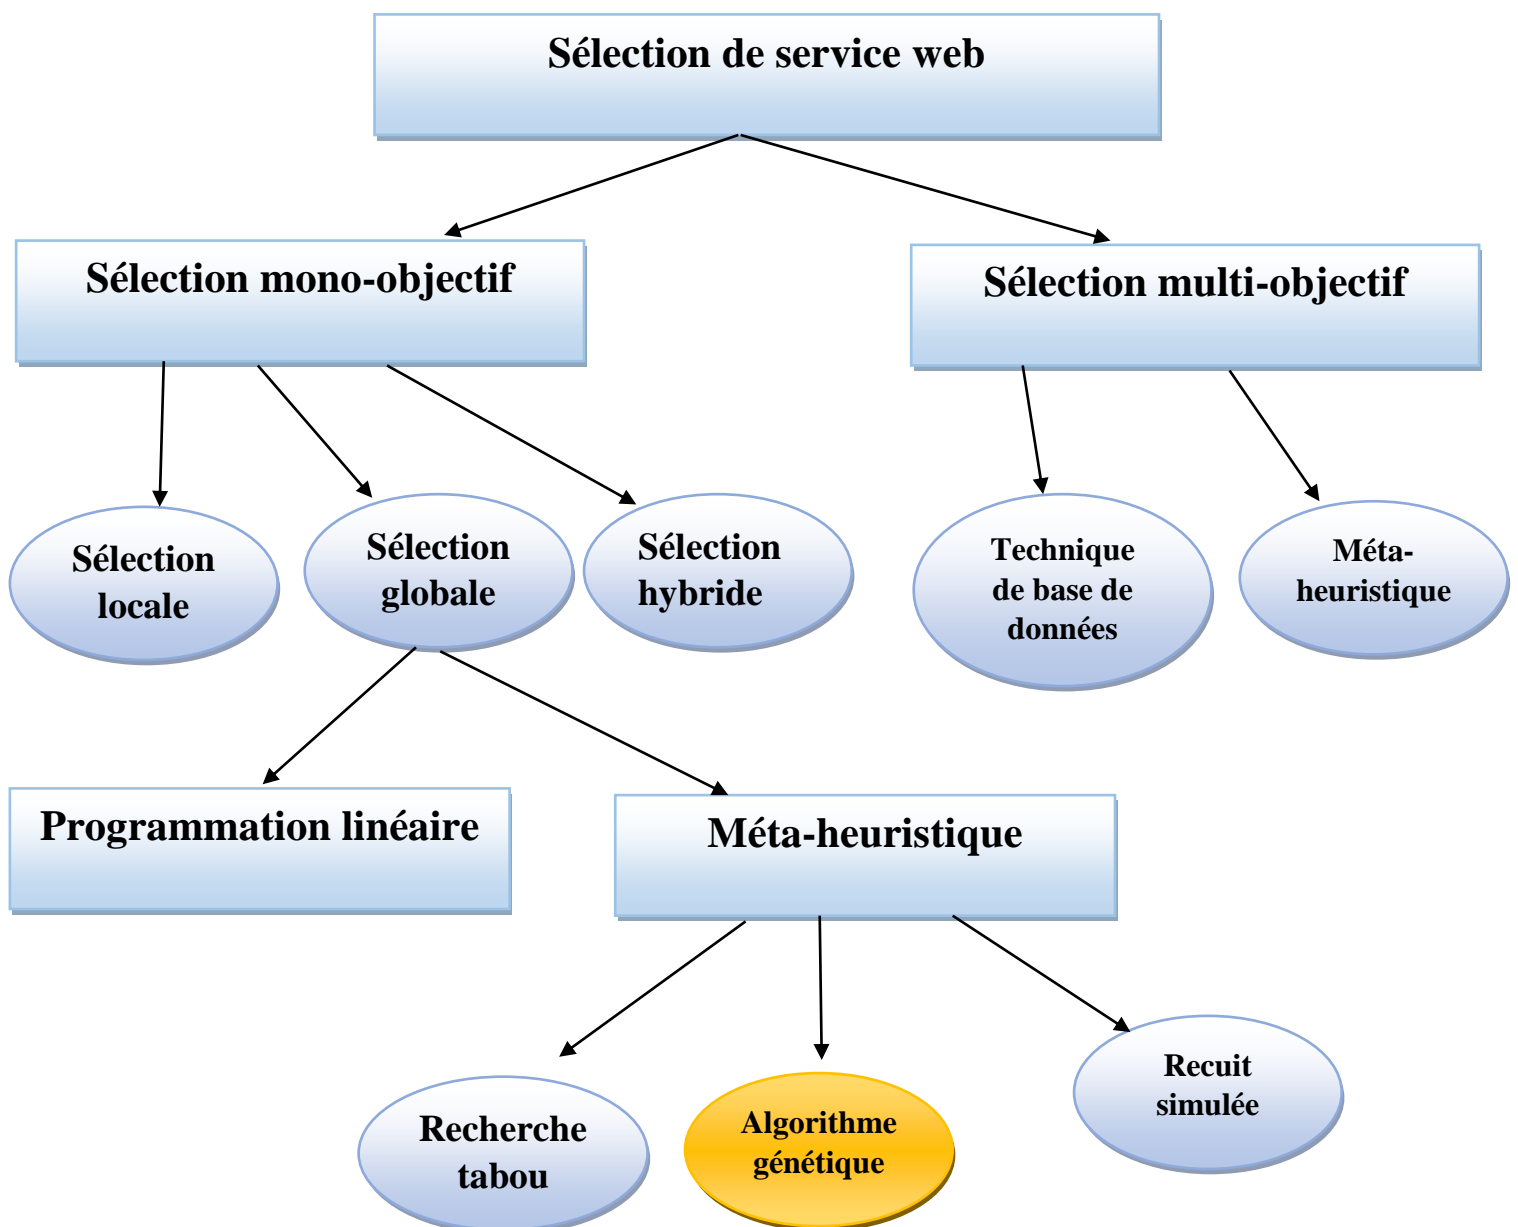 Sélection de service web
Sélection mono-objectif
Sélection multi-objectif
Sélection
locale
Sélection
globale
Sélection
hybride
Technique
de base de
données
Méta-
heuristique
Programmation linéaire
Méta-heuristique
Recherche
tabou
Algorithme
génétique
Recuit
simulée